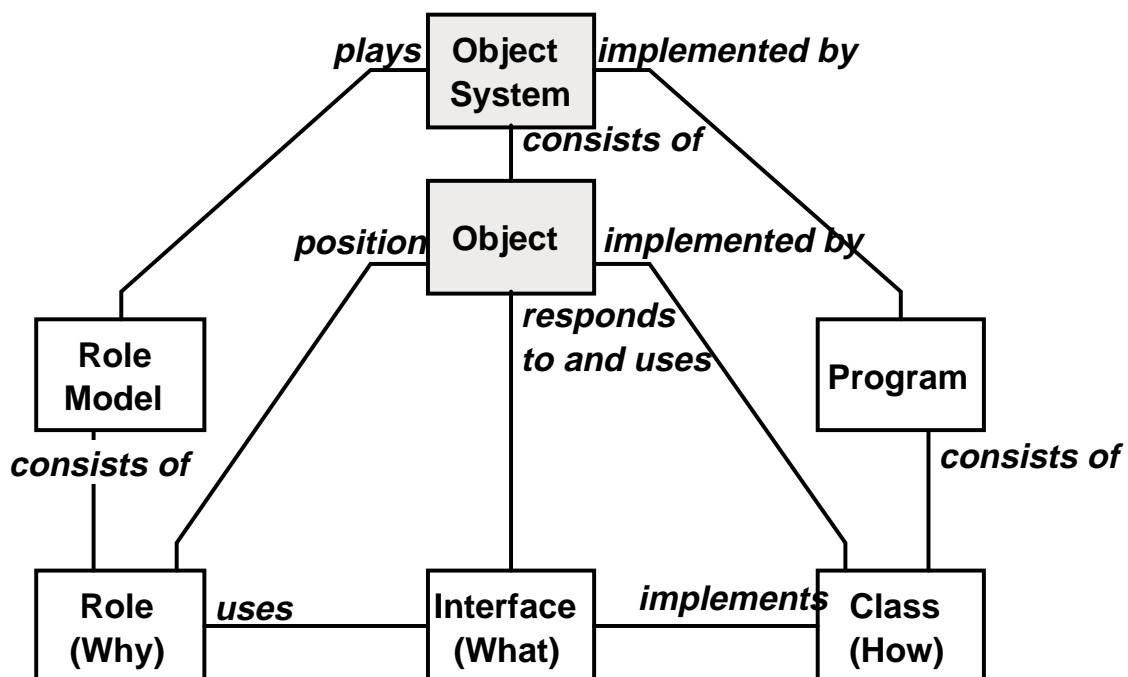 plays
Object
System
implemented by
consists of
position
Object
implemented by
responds
to and uses
Role
Model
Program
consists of
consists of
Role
(Why)
uses
Interface
(What)
implements
Class
(How)